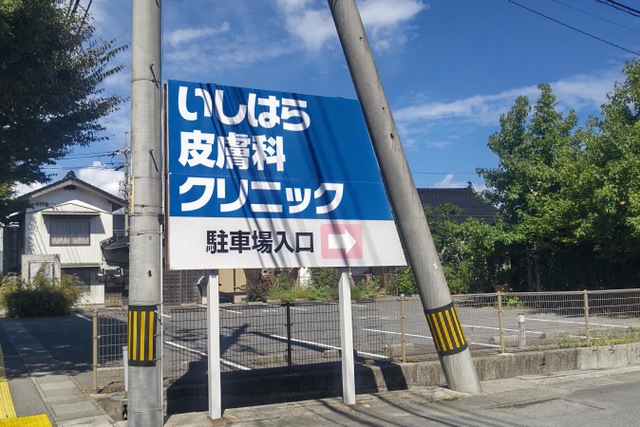 いしはら
皮膚科
クリニック
駐車場入口 →